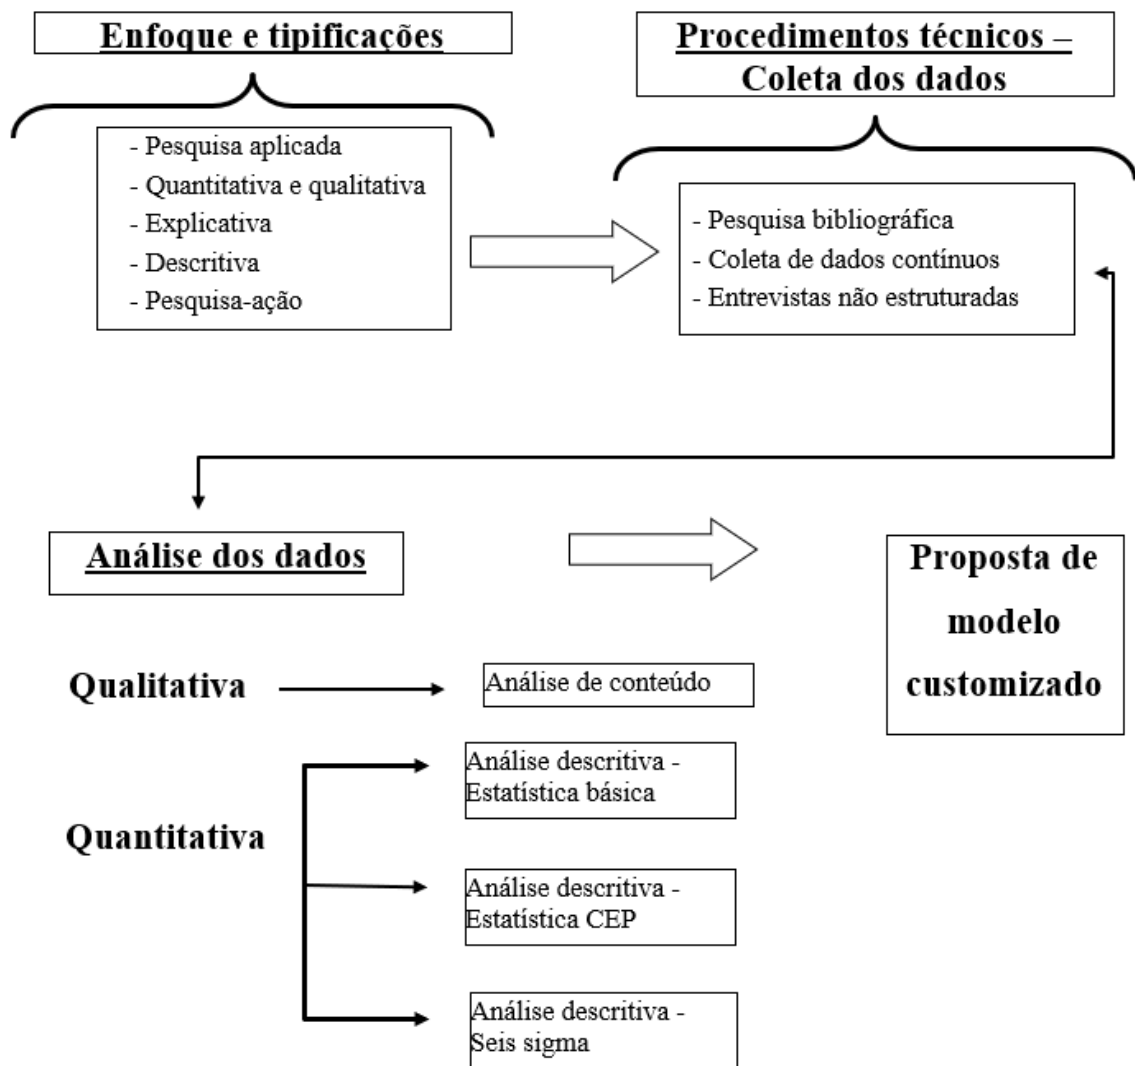 Enfoque e tipificações
Procedimentos técnicos –
Coleta dos dados
- Pesquisa aplicada
- Quantitativa e qualitativa
- Explicativa
- Descritiva
- Pesquisa-ação
- Pesquisa bibliográfica
- Coleta de dados contínuos
- Entrevistas não estruturadas
Análise dos dados
Proposta de
modelo
customizado
Qualitativa
Análise de conteúdo
Quantitativa
Análise descritiva -
Estatística básica
Análise descritiva -
Estatística CEP
Análise descritiva -
Seis sigma